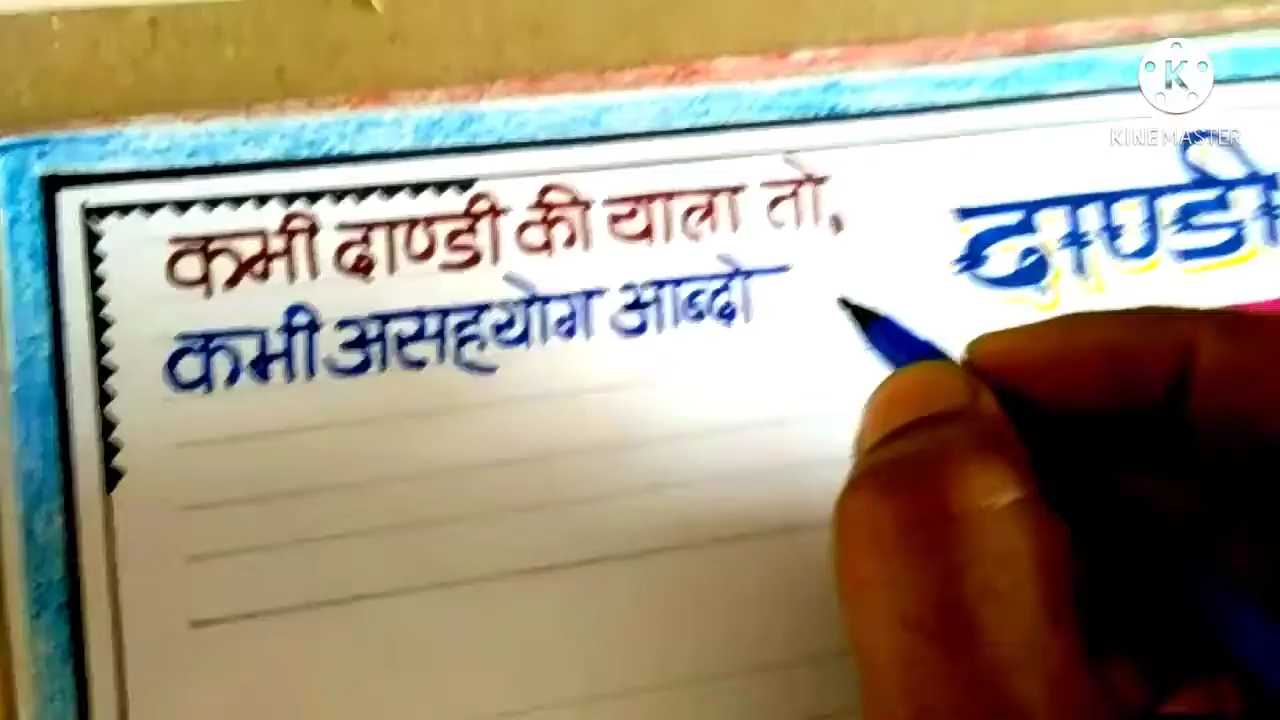 कभी दाण्डी की यात्रा तो,
कभी असहयोग आन्दो
दाण्डी
KINEMASTER